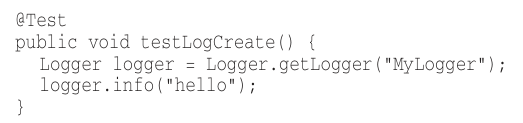 @Test
public void testLogCreate() {
  Logger logger = Logger.getLogger("MyLogger");
  logger.info("hello");
}